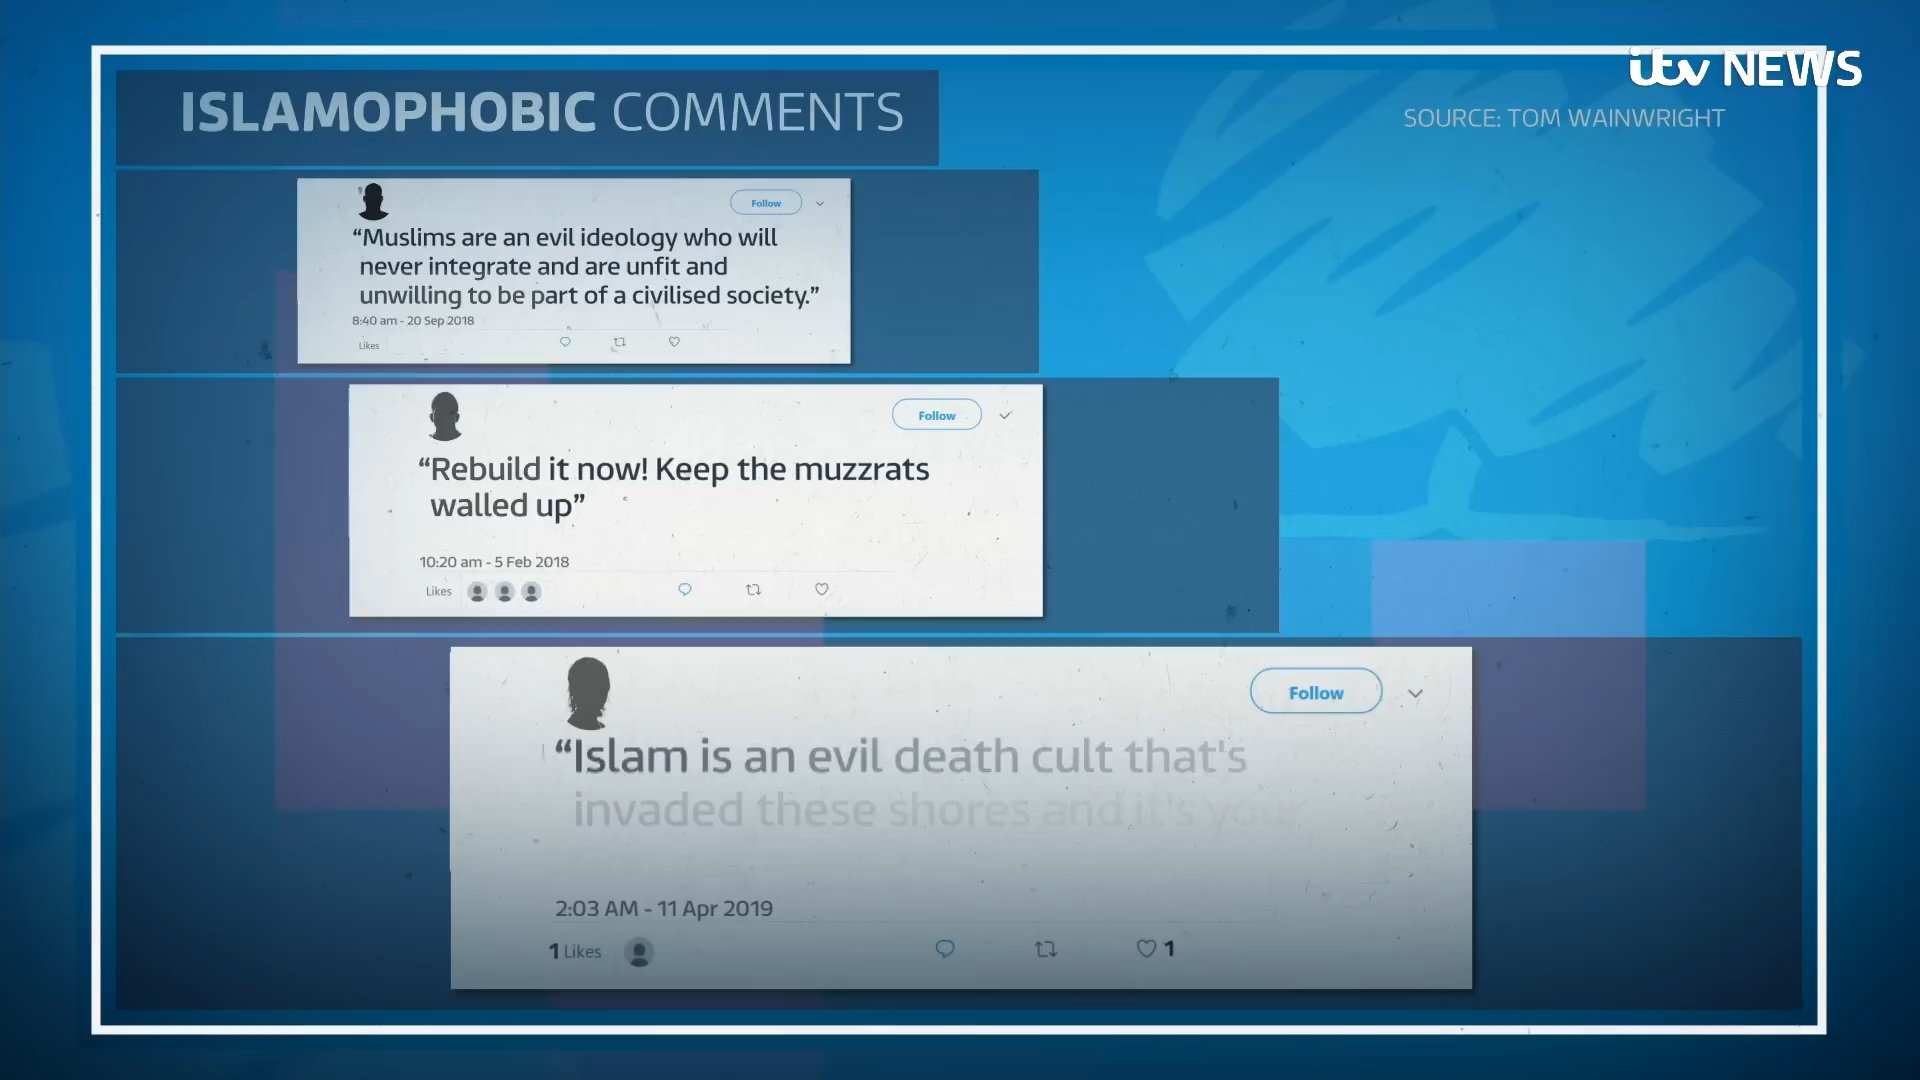 itv NEWS
ISLAMOPHOBIC COMMENTS
SOURCE: TOM WAINWRIGHT
Follow
“Muslims are an evil ideology who will
never integrate and are unfit and
unwilling to be part of a civilised society.”
8:40 am - 20 Sep 2018
Likes
Follow
“Rebuild it now! Keep the muzzrats
walled up”
10:20 am - 5 Feb 2018
Likes
Follow
“Islam is an evil death cult that's
invaded these shores and it's your
2:03 AM - 11 Apr 2019
1 Likes
1